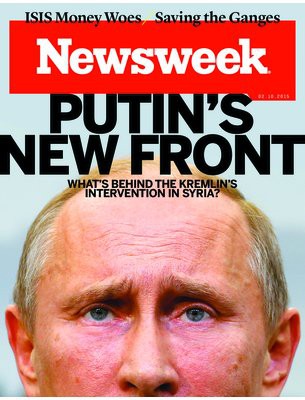 ISIS Money Woes / Saving the Ganges
Newsweek
PUTIN'S
NEW FRONT
WHAT'S BEHIND THE KREMLIN'S
INTERVENTION IN SYRIA?